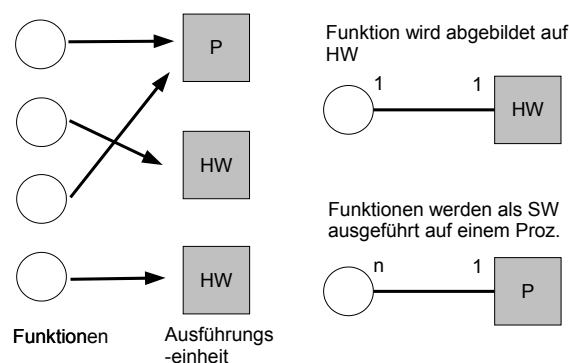 P
HW
HW
Funktionen
Ausführungs
-einheit
Funktion wird abgebildet auf
HW
1 1
HW
Funktionen werden als SW
ausgeführt auf einem Proz.
n 1
P